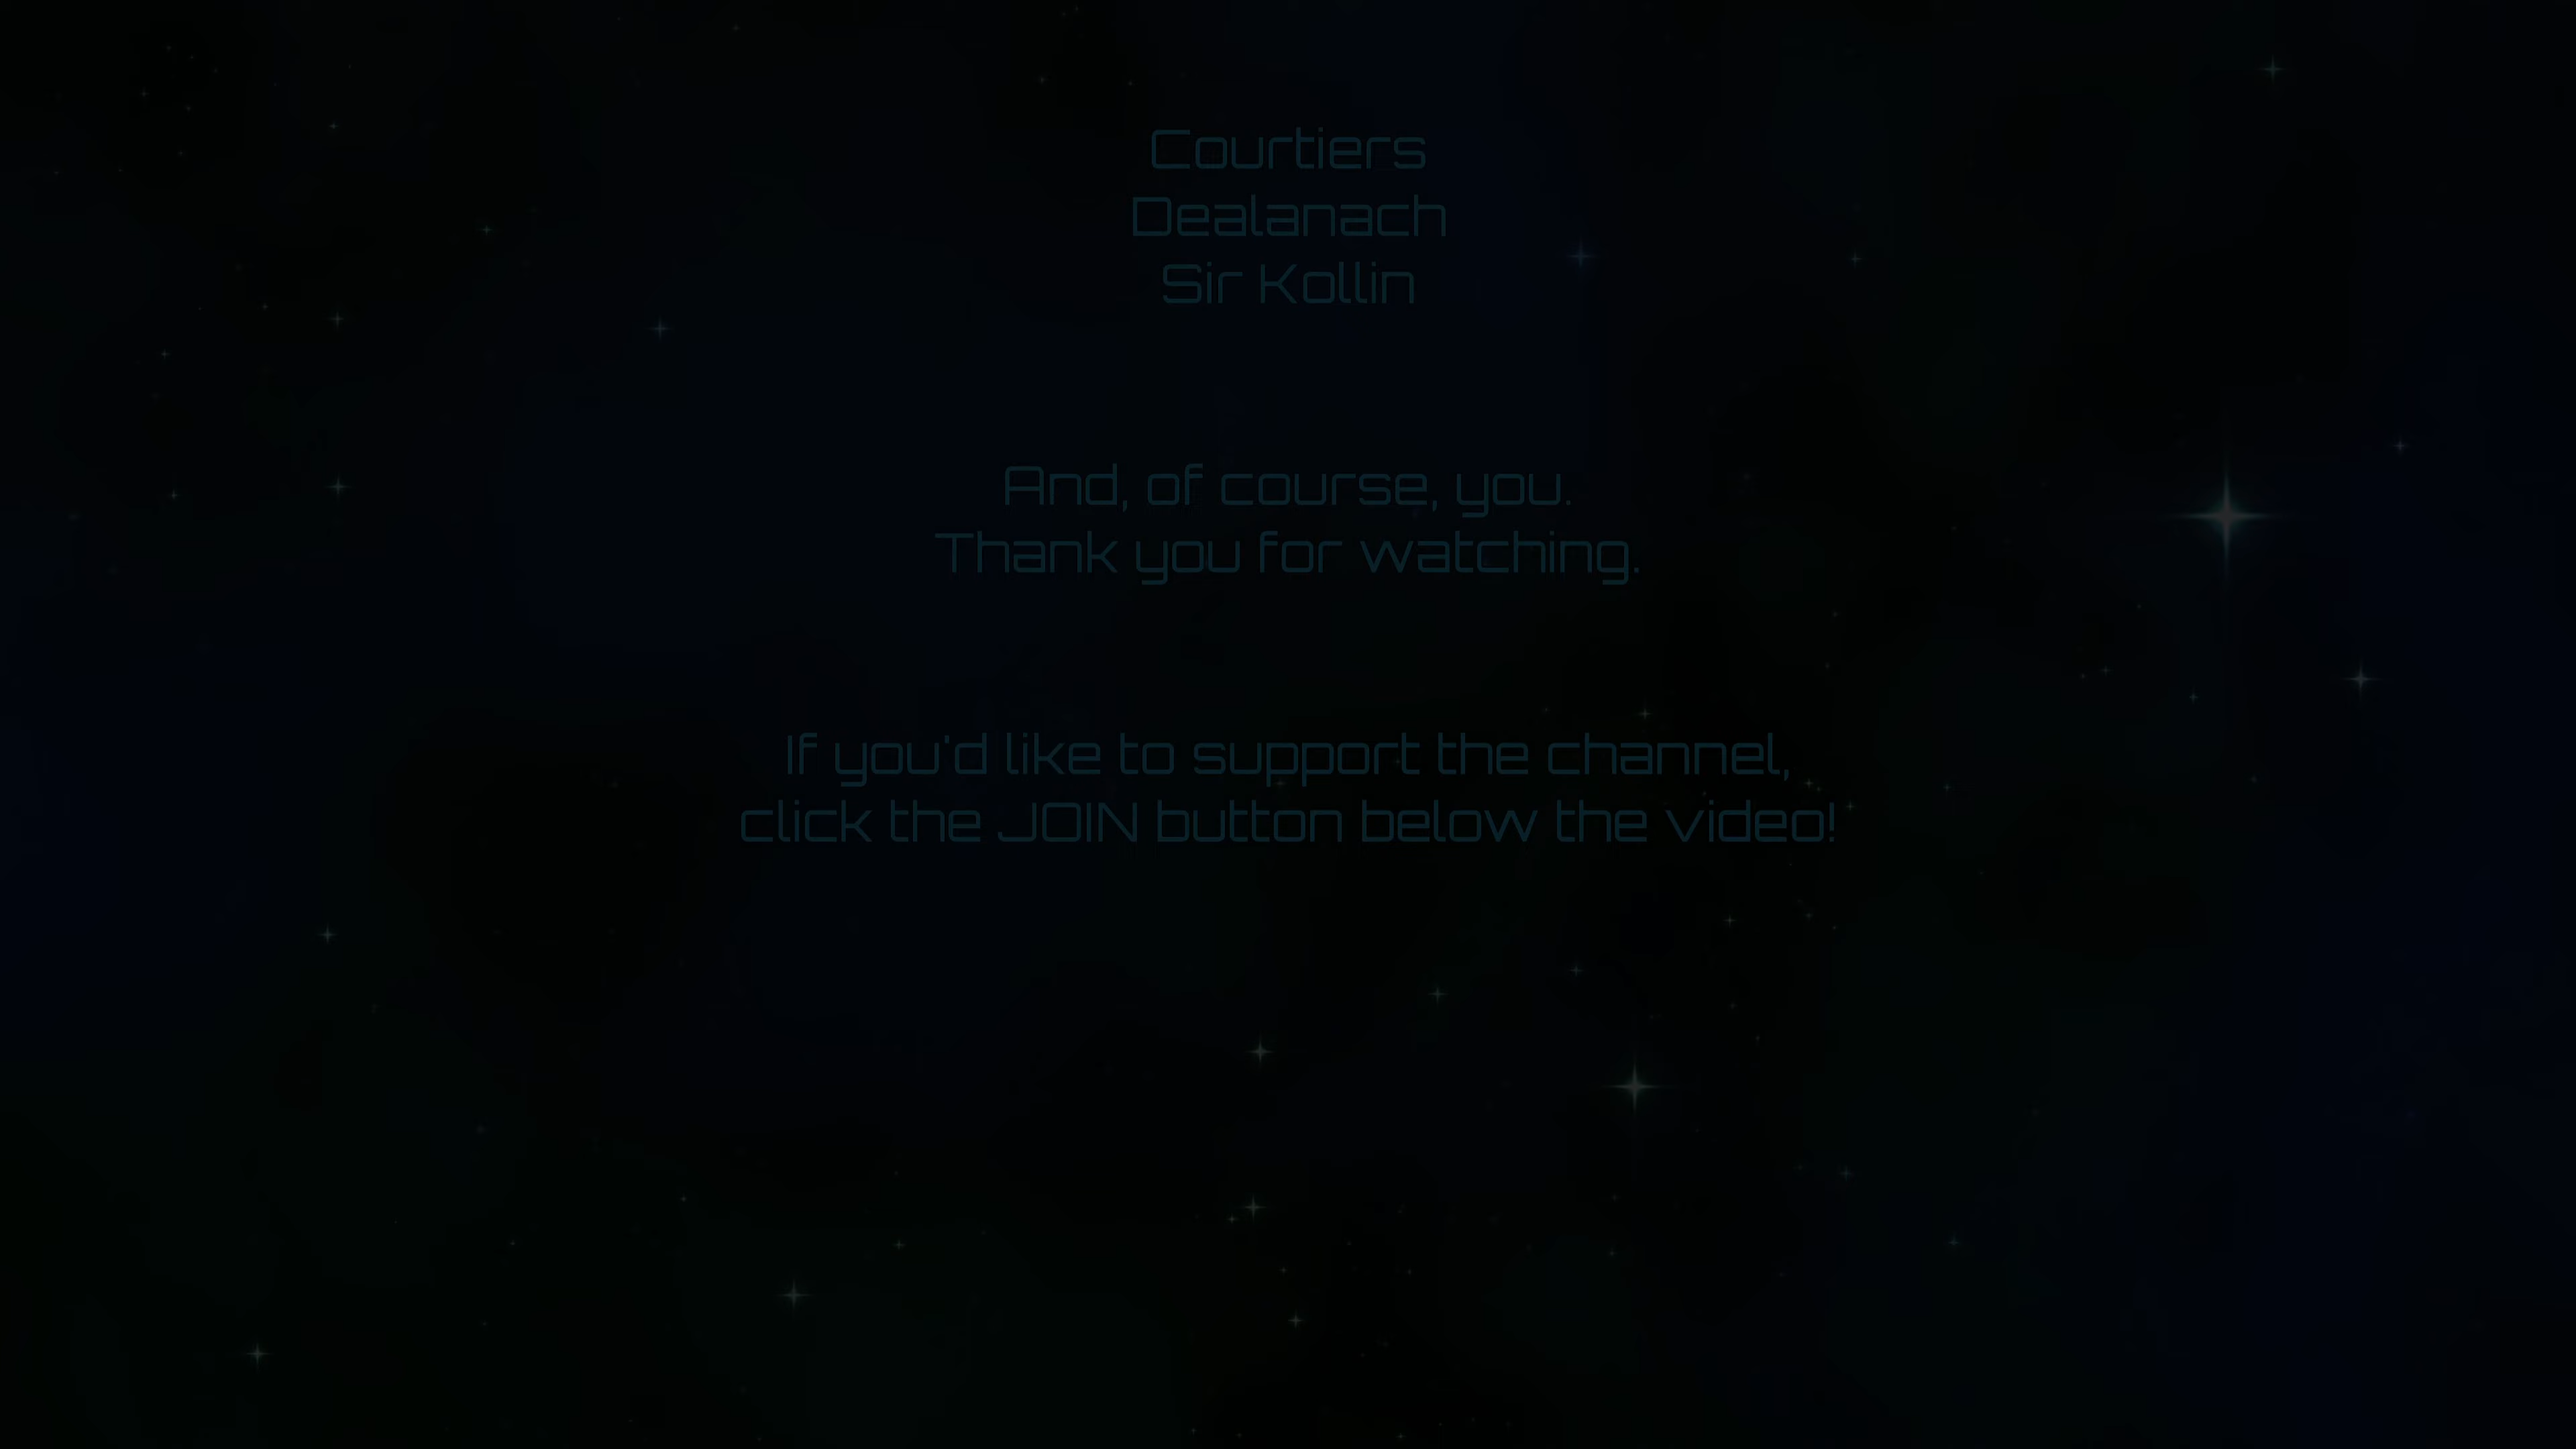 Courtiers
Dealanach
Sir Kollin
And, of course, you.
Thank you for watching.
If you'd like to support the channel,
click the JOIN button below the video!